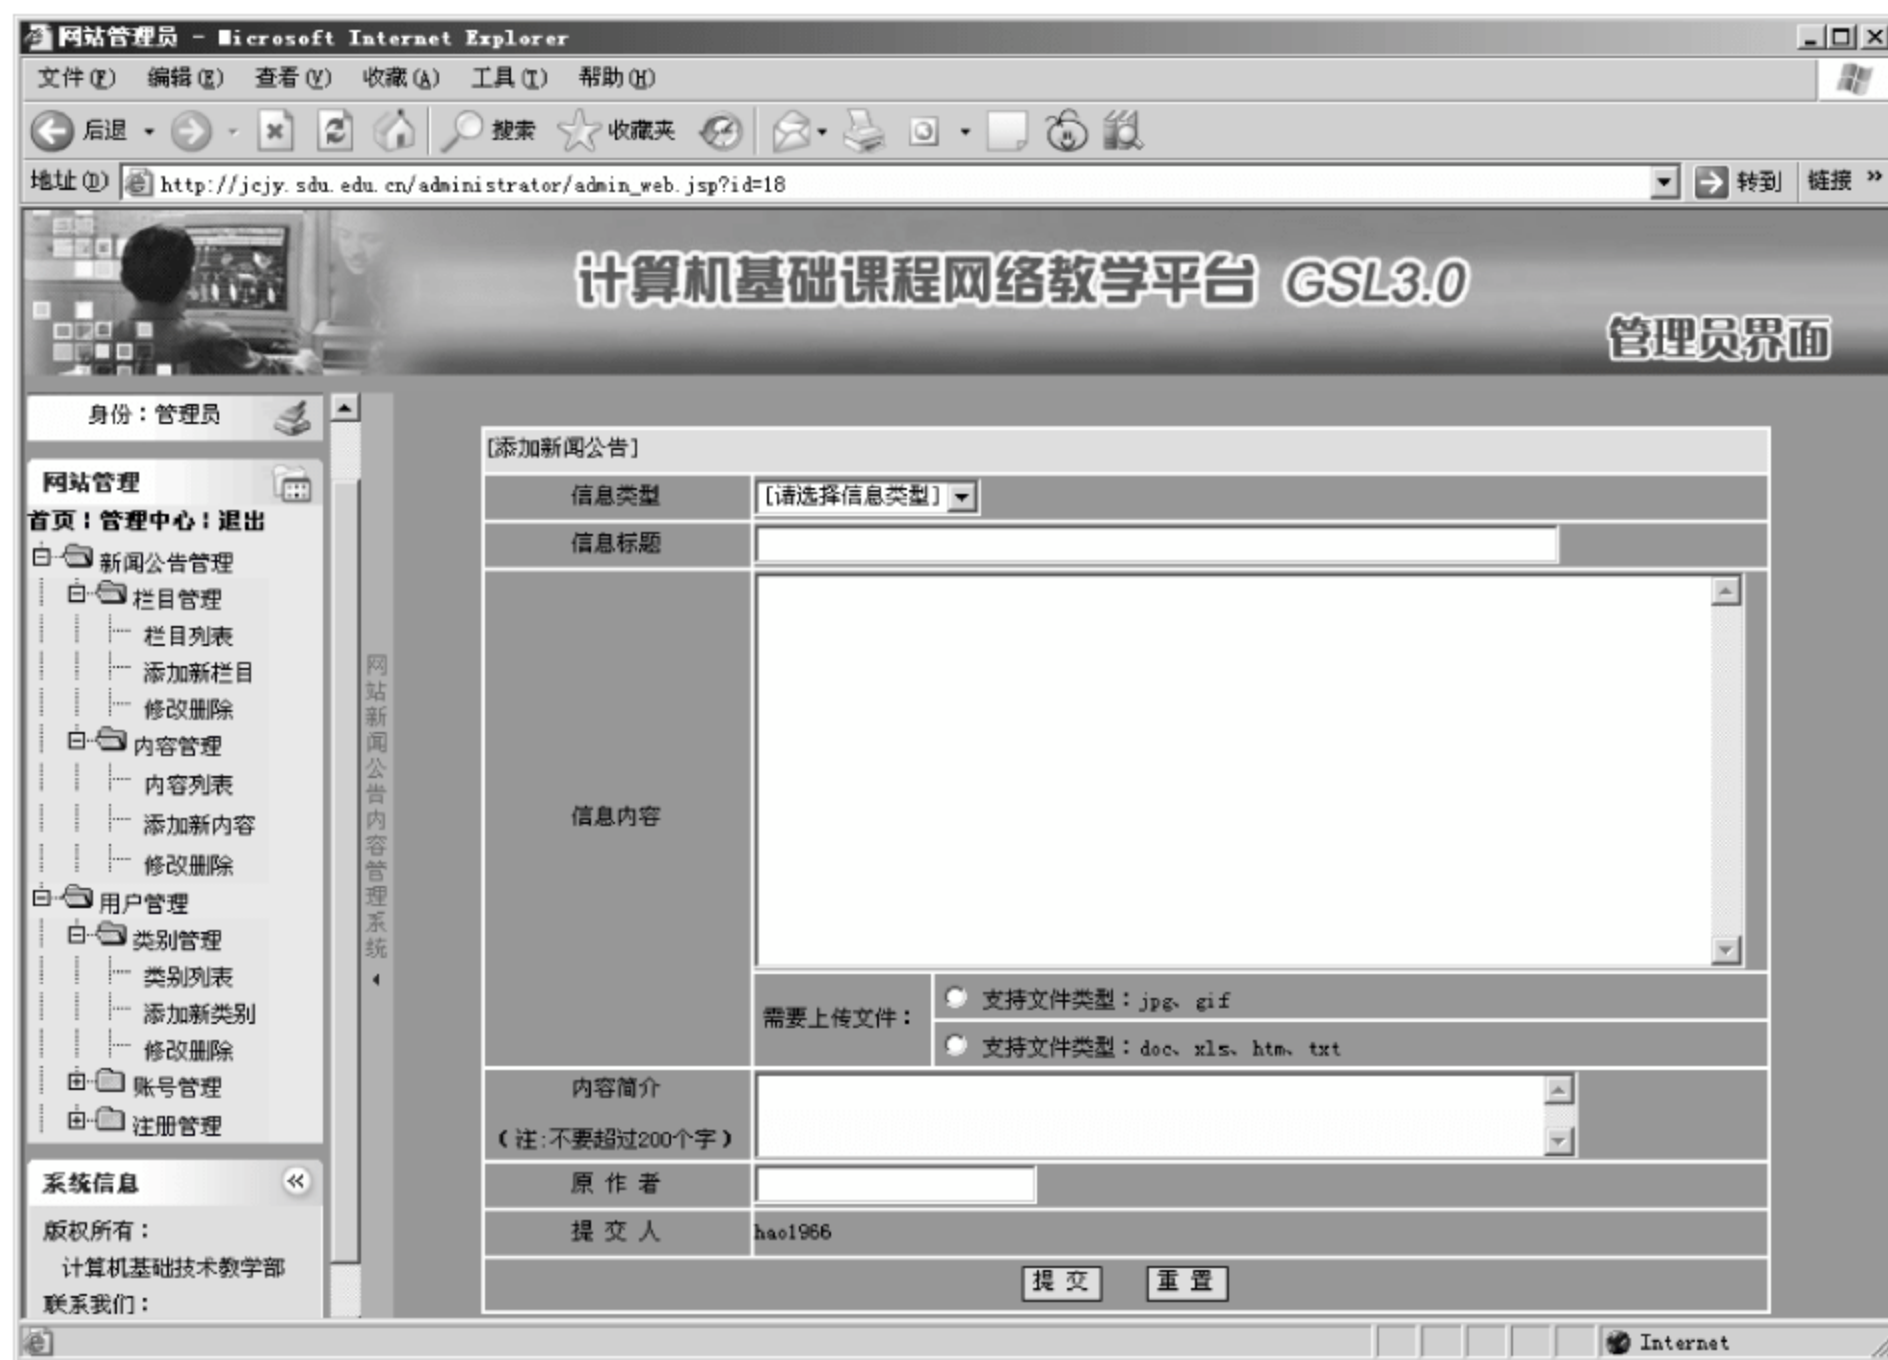 网站管理员 - Microsoft Internet Explorer
文件(F) 编辑(E) 查看(V) 收藏(A) 工具(T) 帮助(H)
后退 搜索 收藏夹
地址(D) http://jcjy.sdu.edu.cn/administrator/admin_web.jsp?id=18 转到 链接 »
计算机基础课程网络教学平台 GSL3.0
管理员界面
身份：管理员
网站管理
首页¦管理中心¦退出
新闻公告管理
栏目管理
栏目列表
添加新栏目
修改删除
内容管理
内容列表
添加新内容
修改删除
用户管理
类别管理
类别列表
添加新类别
修改删除
账号管理
注册管理
系统信息
版权所有：
计算机基础技术教学部
联系我们：
网站新闻公告内容管理系统
[添加新闻公告]
信息类型 [请选择信息类型]
信息标题
信息内容
需要上传文件：
支持文件类型：jpg、gif
支持文件类型：doc、xls、htm、txt
内容简介
（注:不要超过200个字）
原 作 者
提 交 人 hao1966
提 交 重 置
Internet